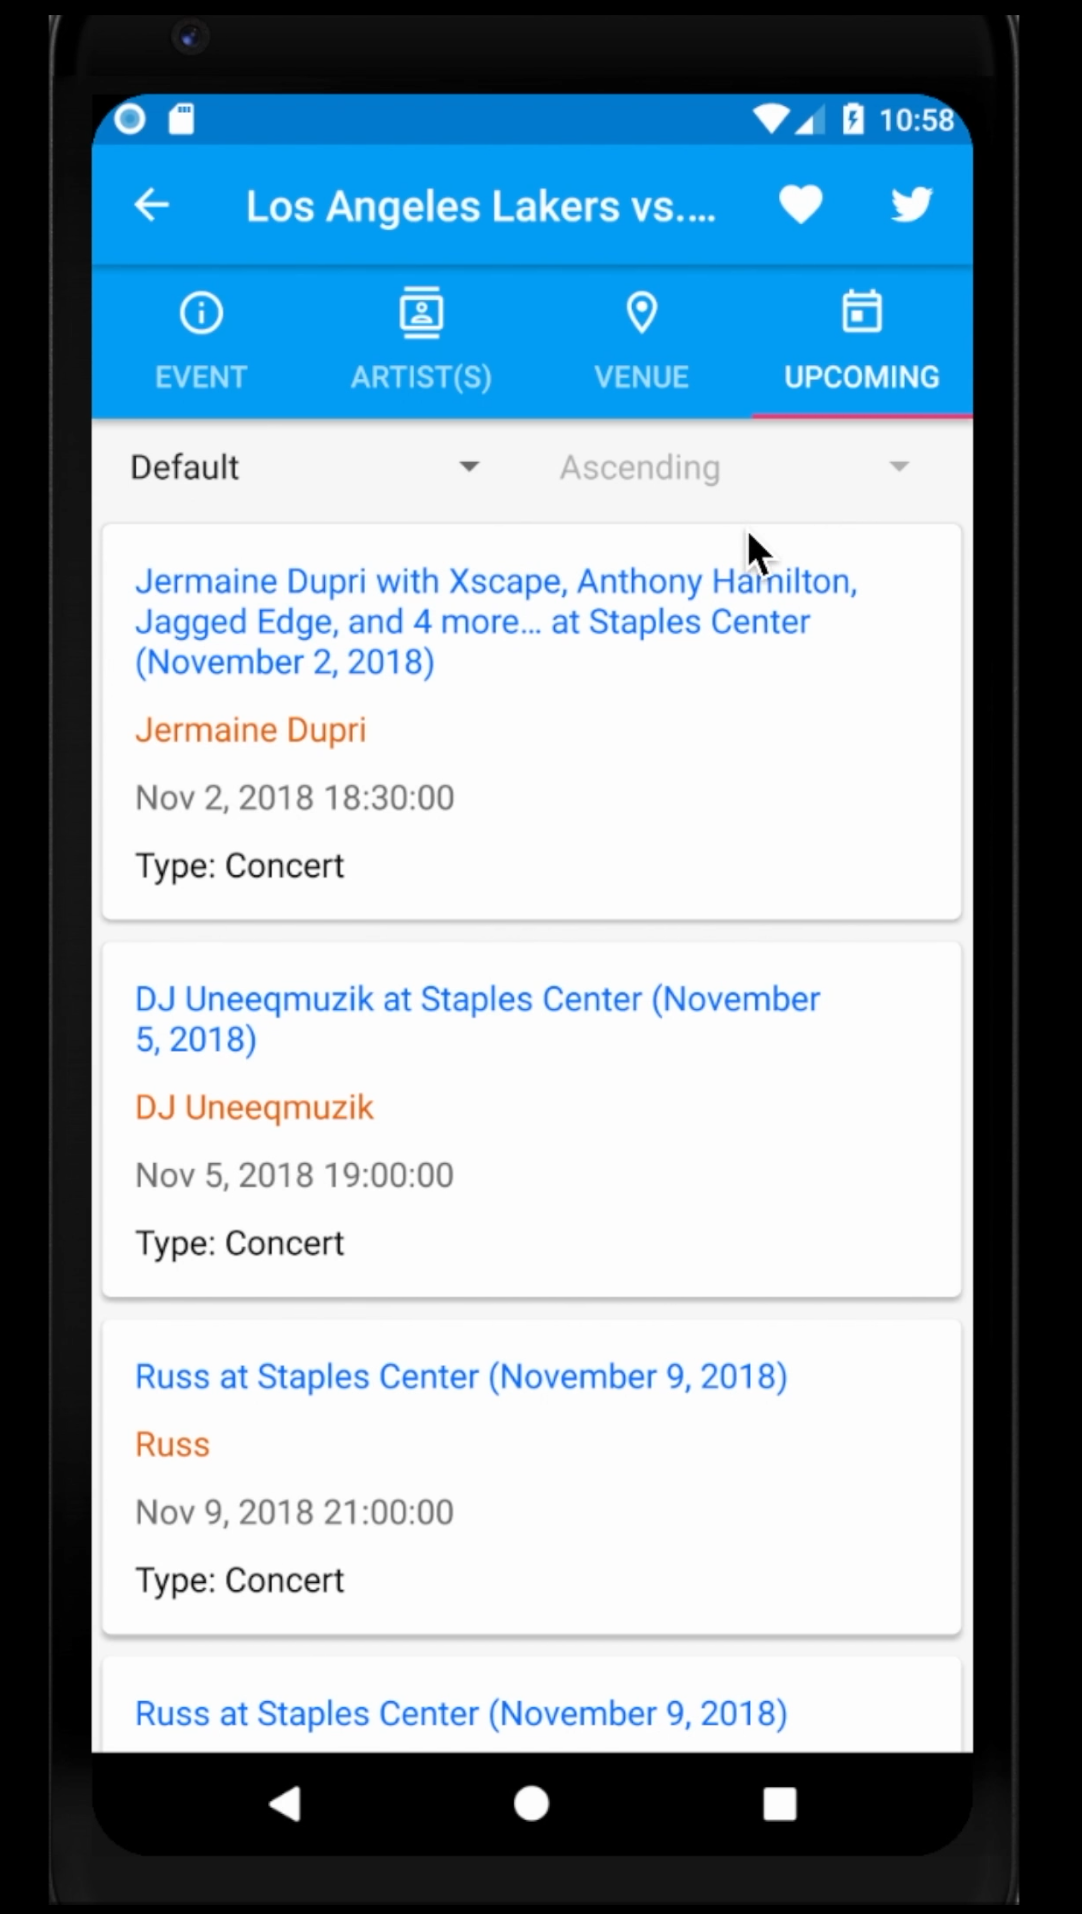 10:58
Los Angeles Lakers vs....
EVENT
ARTIST(S)
VENUE
UPCOMING
Default
Ascending
Jermaine Dupri with Xscape, Anthony Hamilton,
Jagged Edge, and 4 more… at Staples Center
(November 2, 2018)
Jermaine Dupri
Nov 2, 2018 18:30:00
Type: Concert
DJ Uneeqmuzik at Staples Center (November
5, 2018)
DJ Uneeqmuzik
Nov 5, 2018 19:00:00
Type: Concert
Russ at Staples Center (November 9, 2018)
Russ
Nov 9, 2018 21:00:00
Type: Concert
Russ at Staples Center (November 9, 2018)